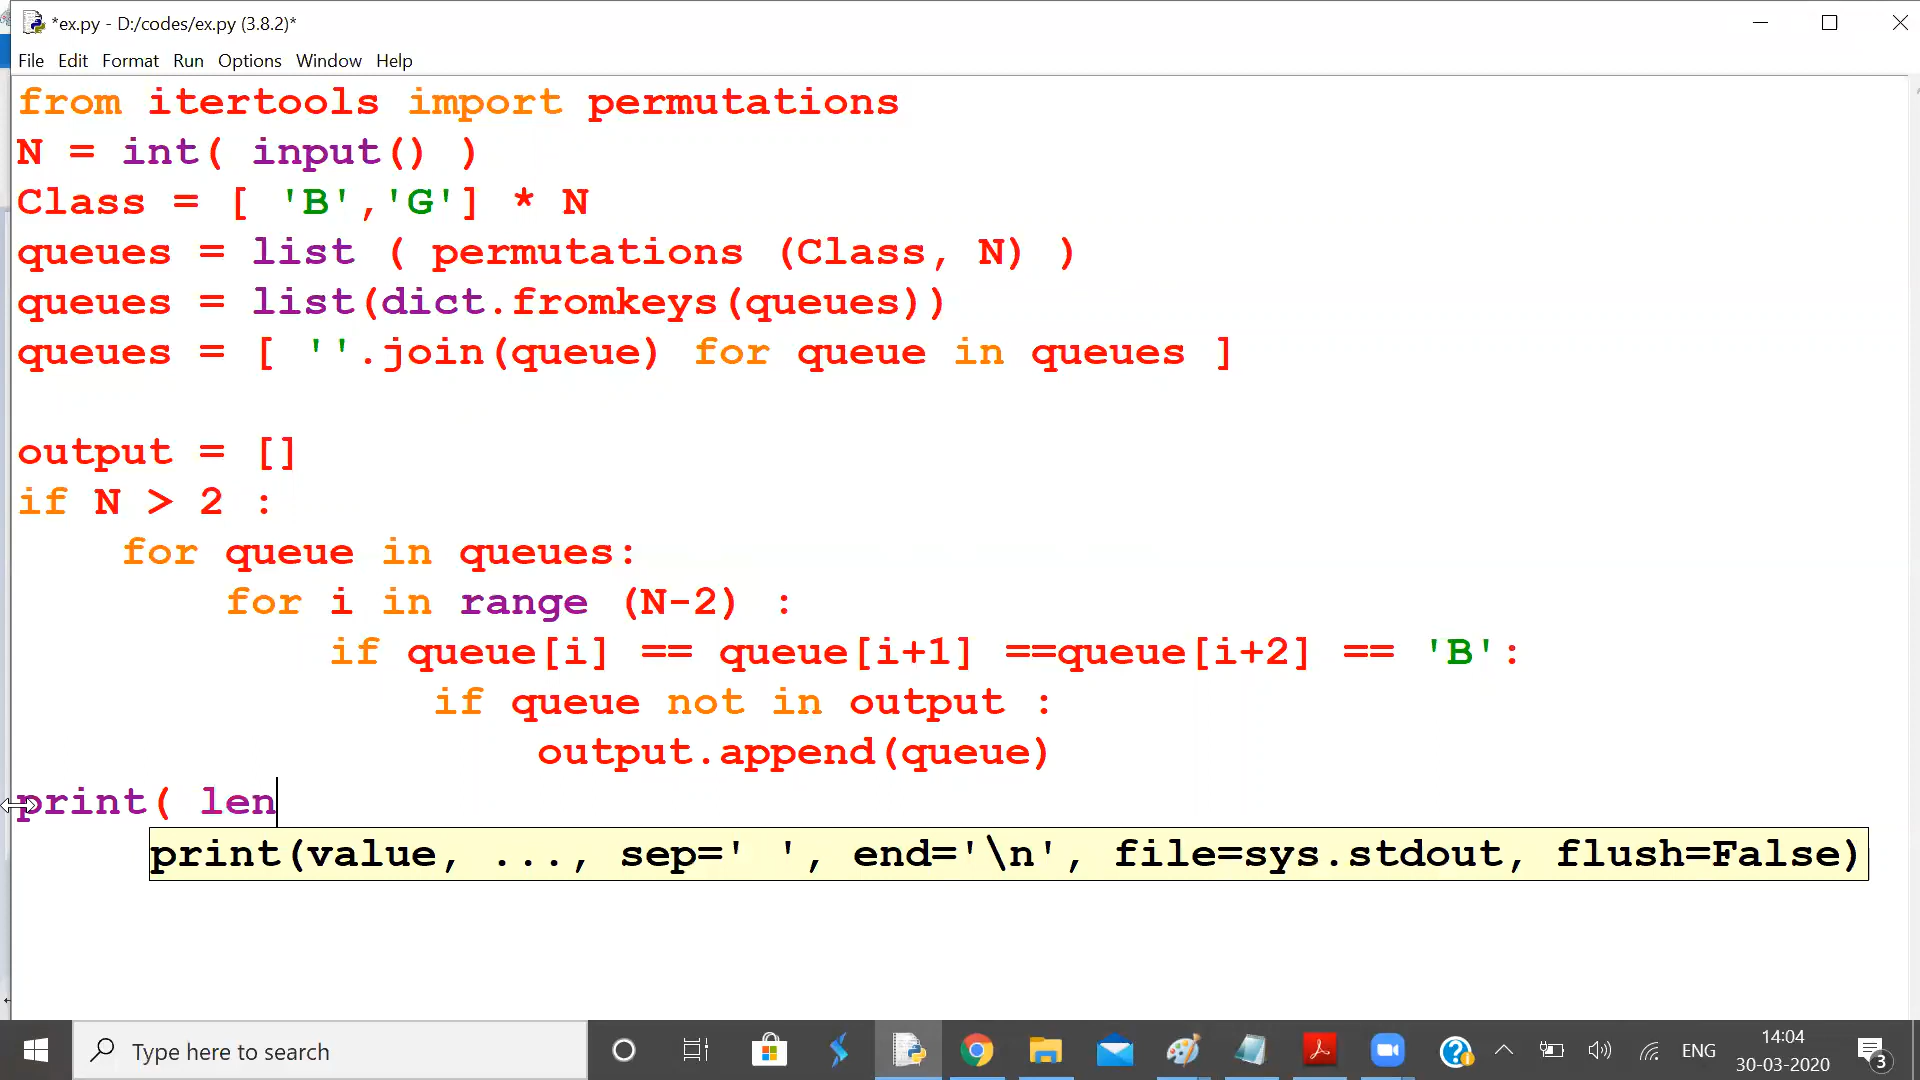 *ex.py - D:/codes/ex.py (3.8.2)*
File Edit Format Run Options Window Help
from itertools import permutations
N = int( input() )
Class = [ 'B','G'] * N
queues = list ( permutations (Class, N) )
queues = list(dict.fromkeys(queues))
queues = [ ''.join(queue) for queue in queues ]
output = []
if N > 2 :
    for queue in queues:
        for i in range (N-2) :
            if queue[i] == queue[i+1] ==queue[i+2] == 'B':
                if queue not in output :
                    output.append(queue)
print( len
print(value, ..., sep=' ', end='\n', file=sys.stdout, flush=False)
Type here to search
ENG
14:04
30-03-2020
3